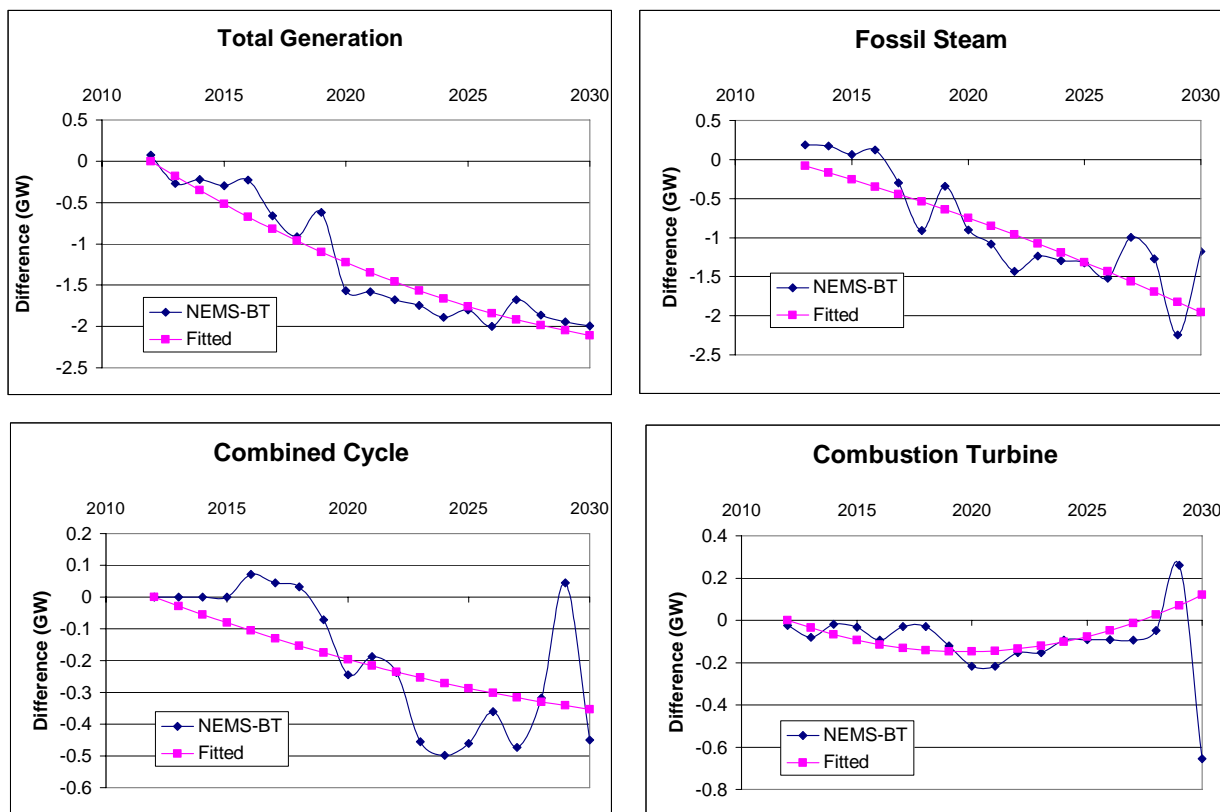 Total Generation
2010 2015 2020 2025 2030
0.5
0
-0.5
-1
-1.5
-2
-2.5
Difference (GW)
NEMS-BT
Fitted
Fossil Steam
2010 2015 2020 2025 2030
0.5
0
-0.5
-1
-1.5
-2
-2.5
Difference (GW)
NEMS-BT
Fitted
Combined Cycle
2010 2015 2020 2025 2030
0.2
0.1
0
-0.1
-0.2
-0.3
-0.4
-0.5
-0.6
Difference (GW)
NEMS-BT
Fitted
Combustion Turbine
2010 2015 2020 2025 2030
0.4
0.2
0
-0.2
-0.4
-0.6
-0.8
Difference (GW)
NEMS-BT
Fitted